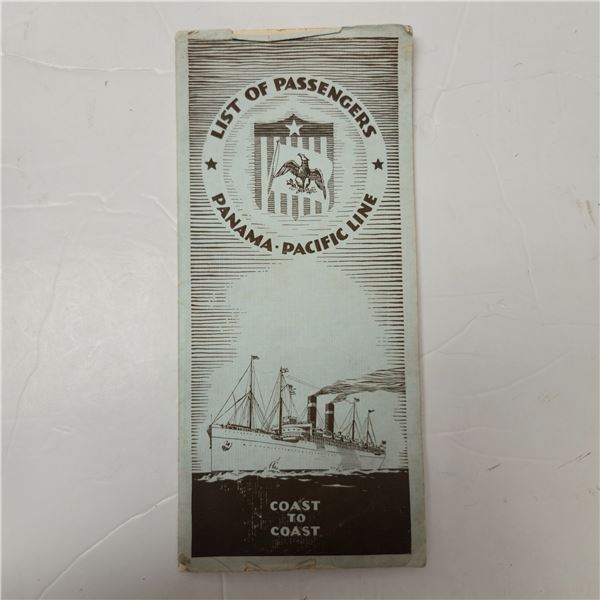 LIST OF PASSENGERS
PANAMA · PACIFIC LINE
COAST
TO
COAST